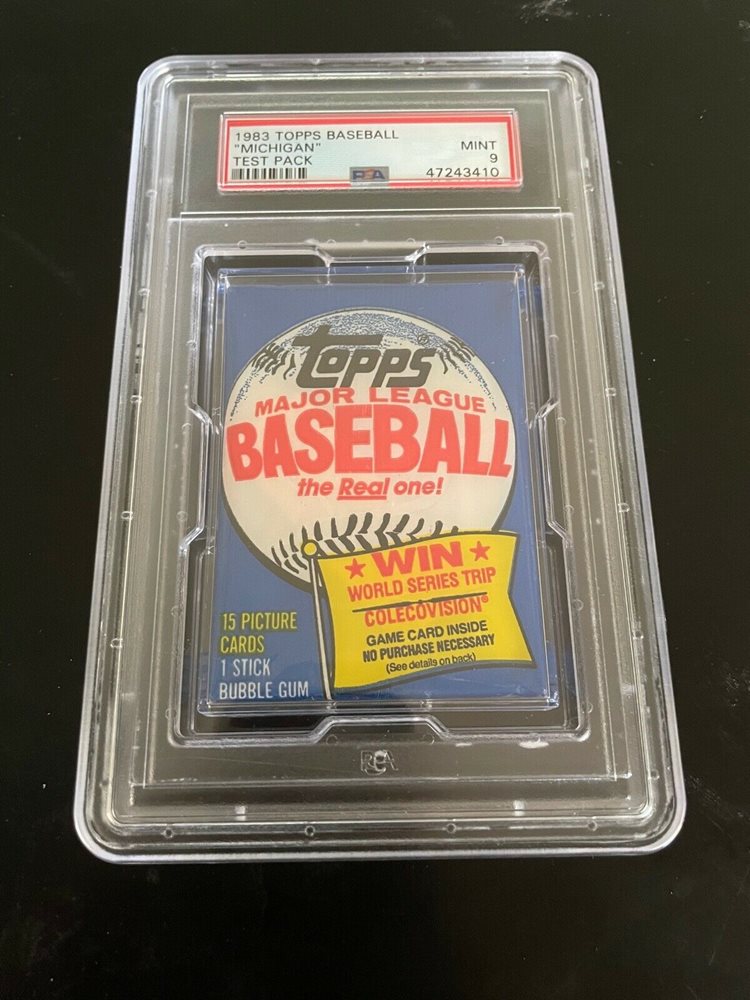 1983 TOPPS BASEBALL
"MICHIGAN" MINT
TEST PACK 9
PSA 47243410
topps®
MAJOR LEAGUE
BASEBALL
the Real one!
★ WIN ★
WORLD SERIES TRIP
COLECOVISION®
GAME CARD INSIDE
NO PURCHASE NECESSARY
(See details on back)
15 PICTURE
CARDS
1 STICK
BUBBLE GUM
PSA